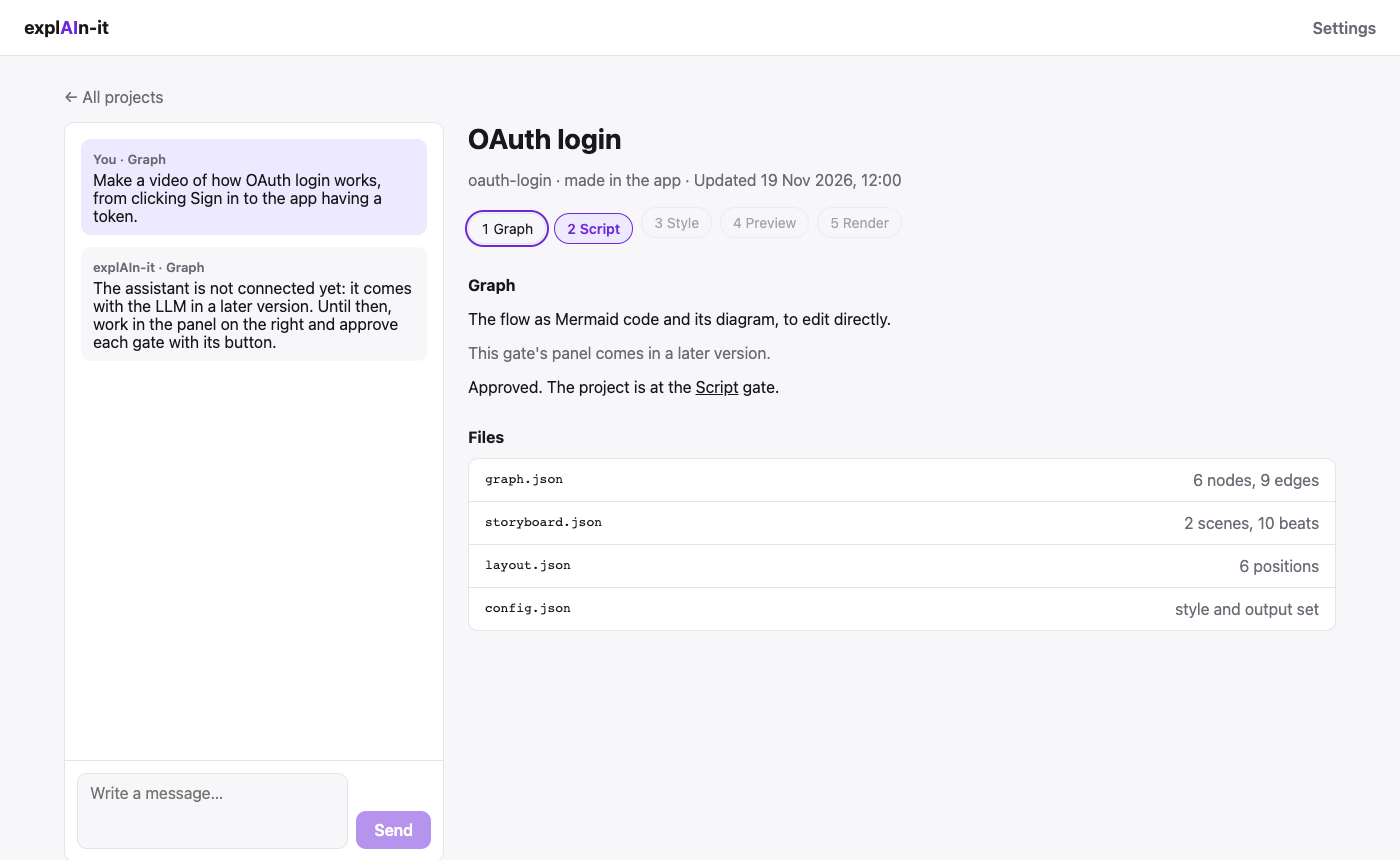 explAIn-it
Settings
← All projects
You · Graph
Make a video of how OAuth login works,
from clicking Sign in to the app having a
token.
explAIn-it · Graph
The assistant is not connected yet: it comes
with the LLM in a later version. Until then,
work in the panel on the right and approve
each gate with its button.
Write a message...
Send
OAuth login
oauth-login · made in the app · Updated 19 Nov 2026, 12:00
1 Graph
2 Script
3 Style
4 Preview
5 Render
Graph
The flow as Mermaid code and its diagram, to edit directly.
This gate's panel comes in a later version.
Approved. The project is at the Script gate.
Files
graph.json
6 nodes, 9 edges
storyboard.json
2 scenes, 10 beats
layout.json
6 positions
config.json
style and output set